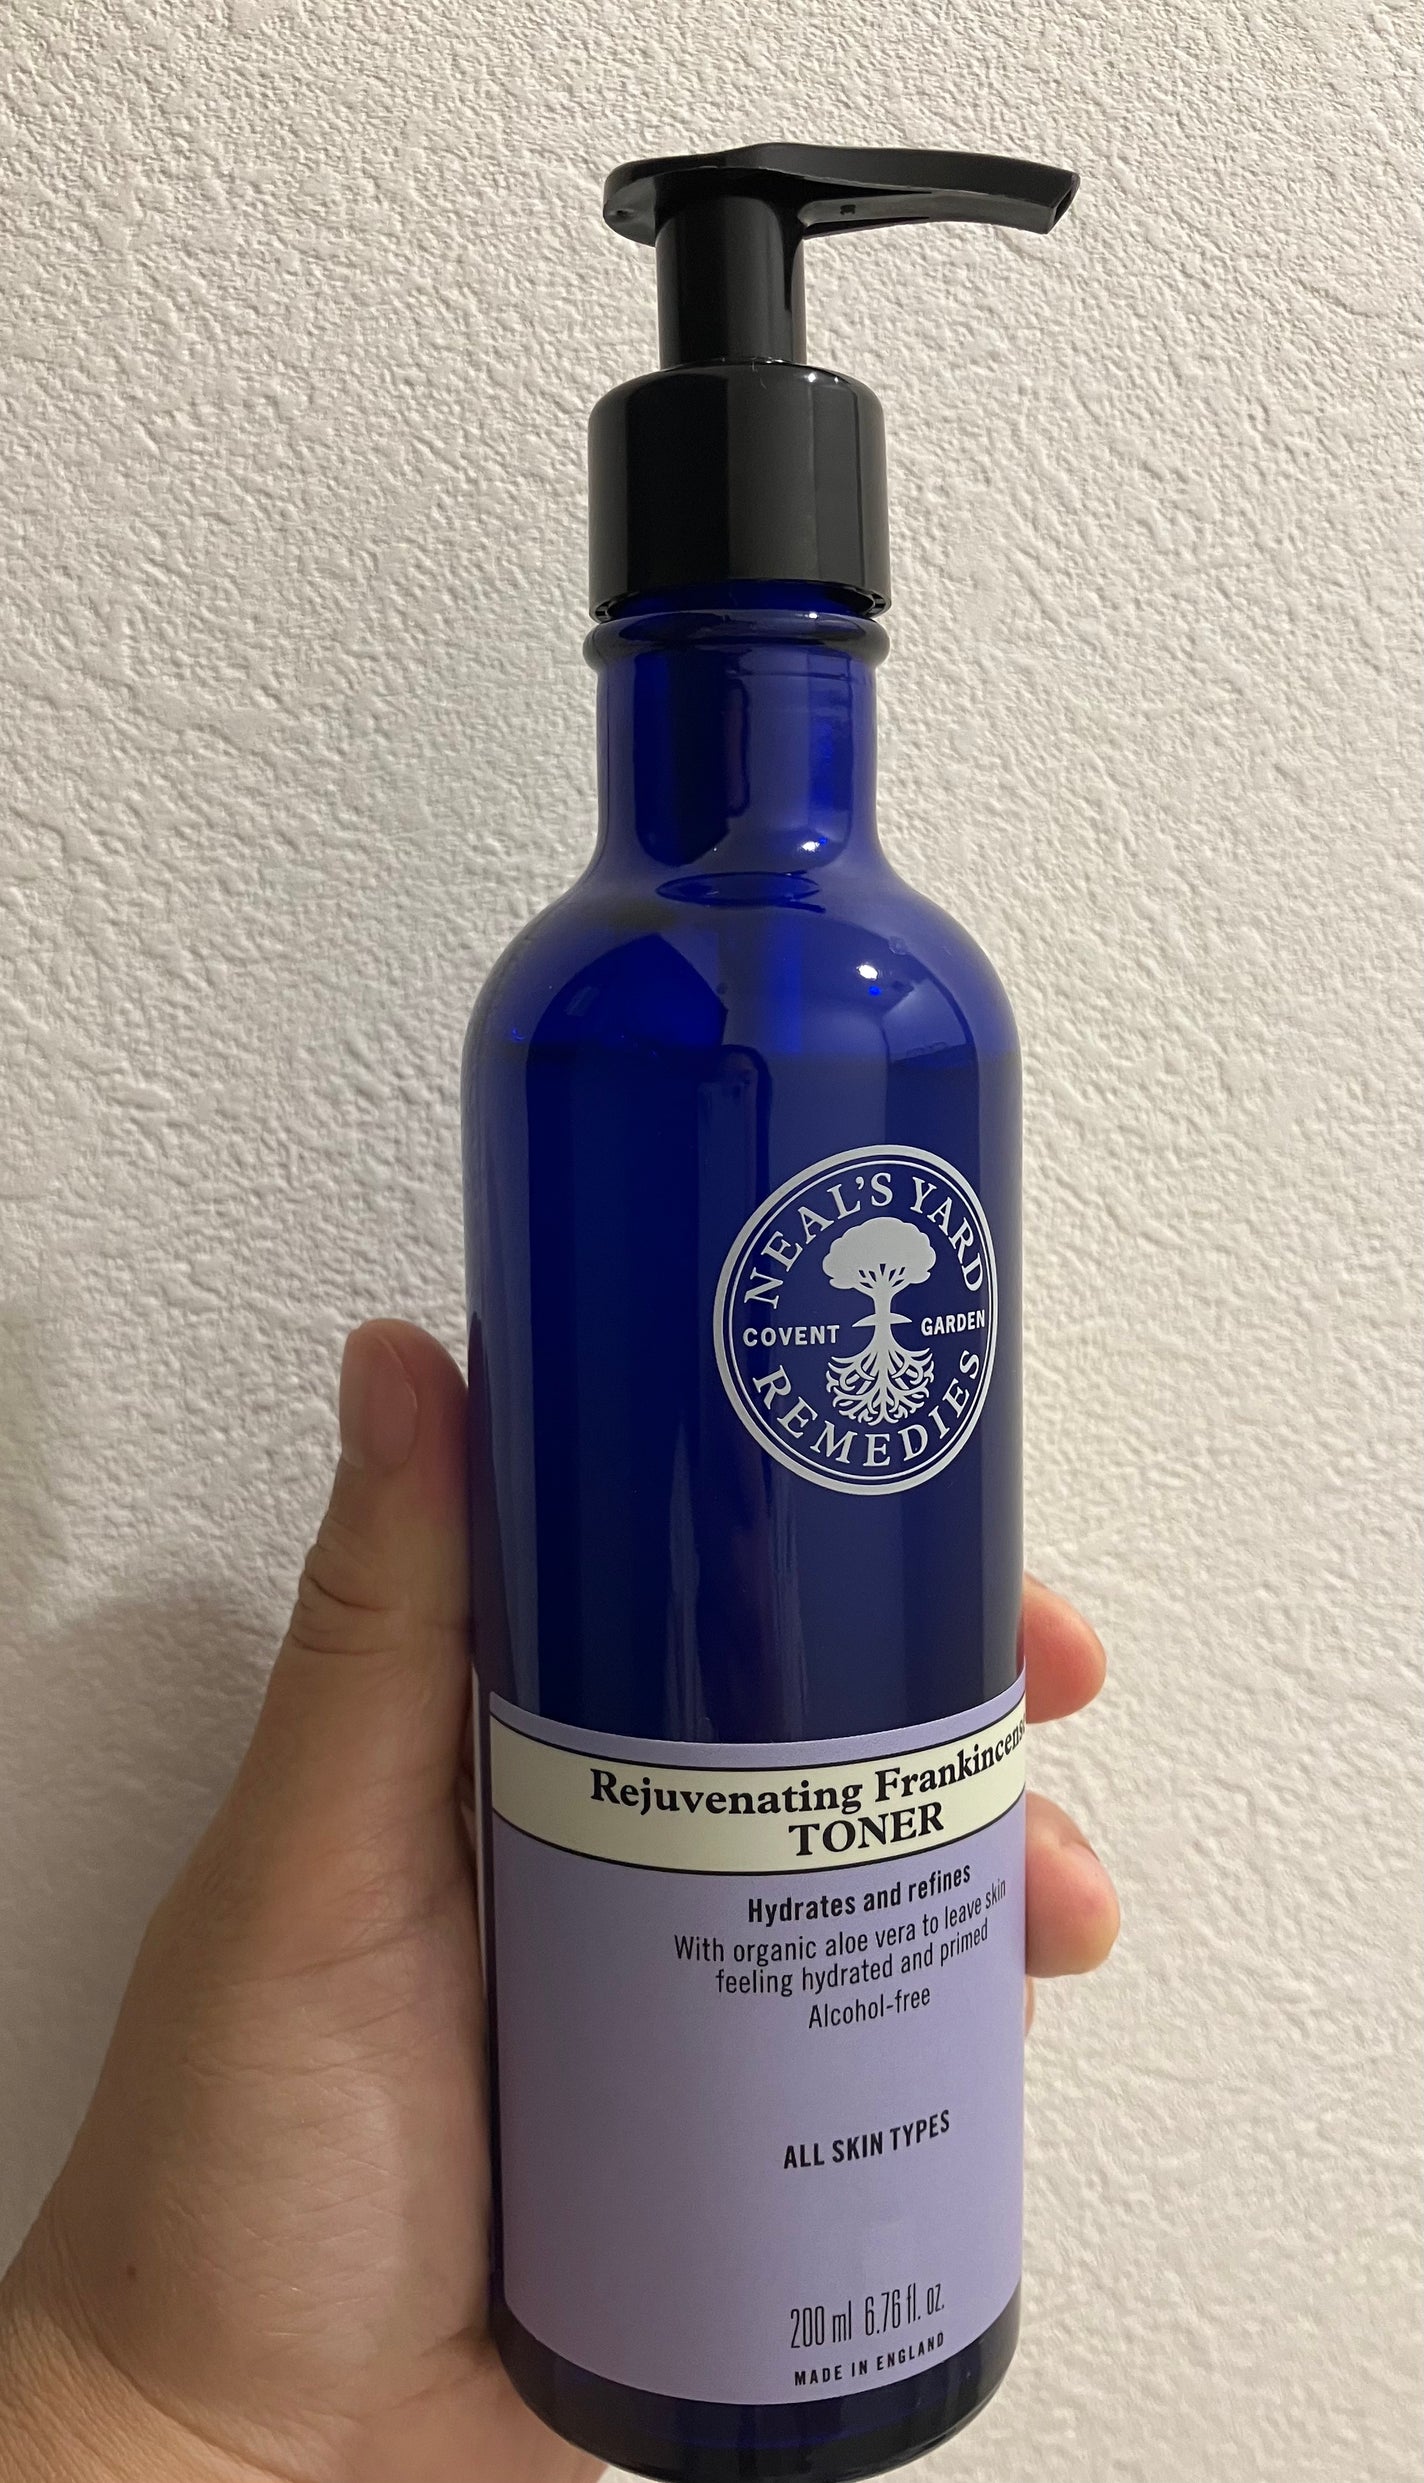 NEAL'S YARD
COVENT GARDEN
REMEDIES
Rejuvenating Frankincense
TONER
Hydrates and refines
With organic aloe vera to leave skin
feeling hydrated and primed
Alcohol-free
ALL SKIN TYPES
200 ml 6.76 fl. oz.
MADE IN ENGLAND